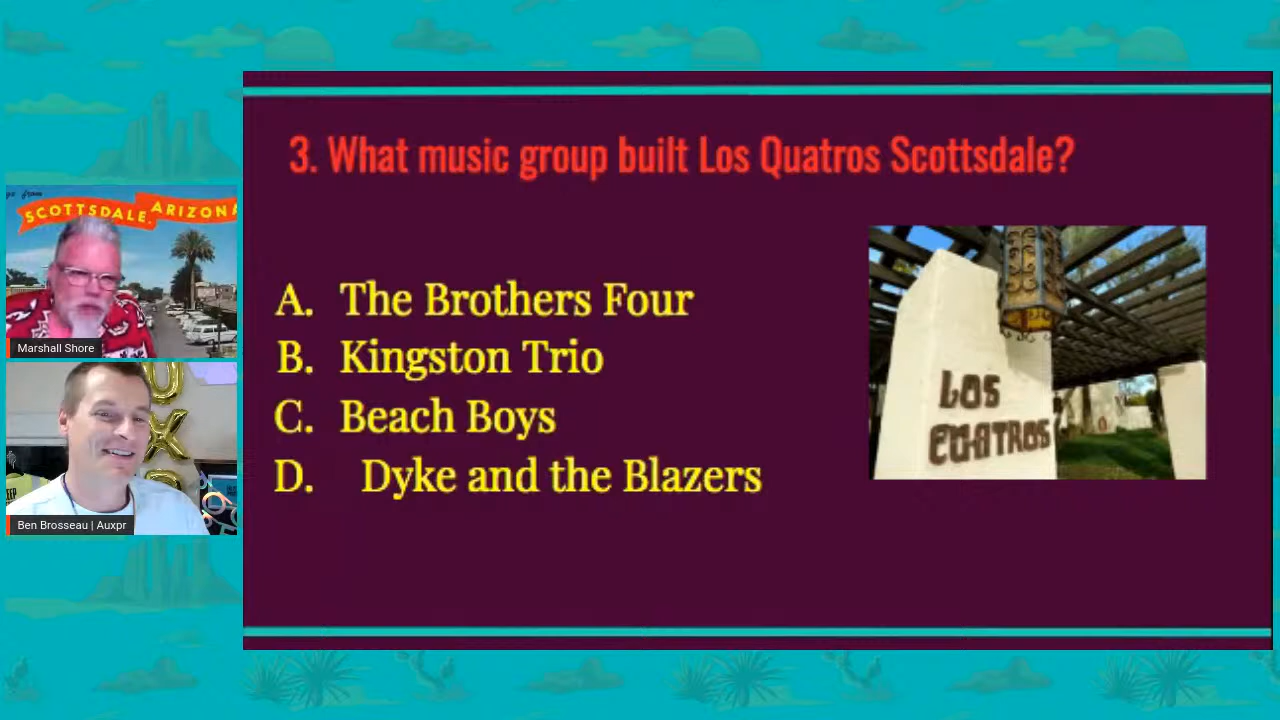 3. What music group built Los Quatros Scottsdale?
A. The Brothers Four
B. Kingston Trio
C. Beach Boys
D. Dyke and the Blazers
LOS
CUATROS
SCOTTSDALE, ARIZONA
Marshall Shore
UXP
Ben Brosseau | Auxpr